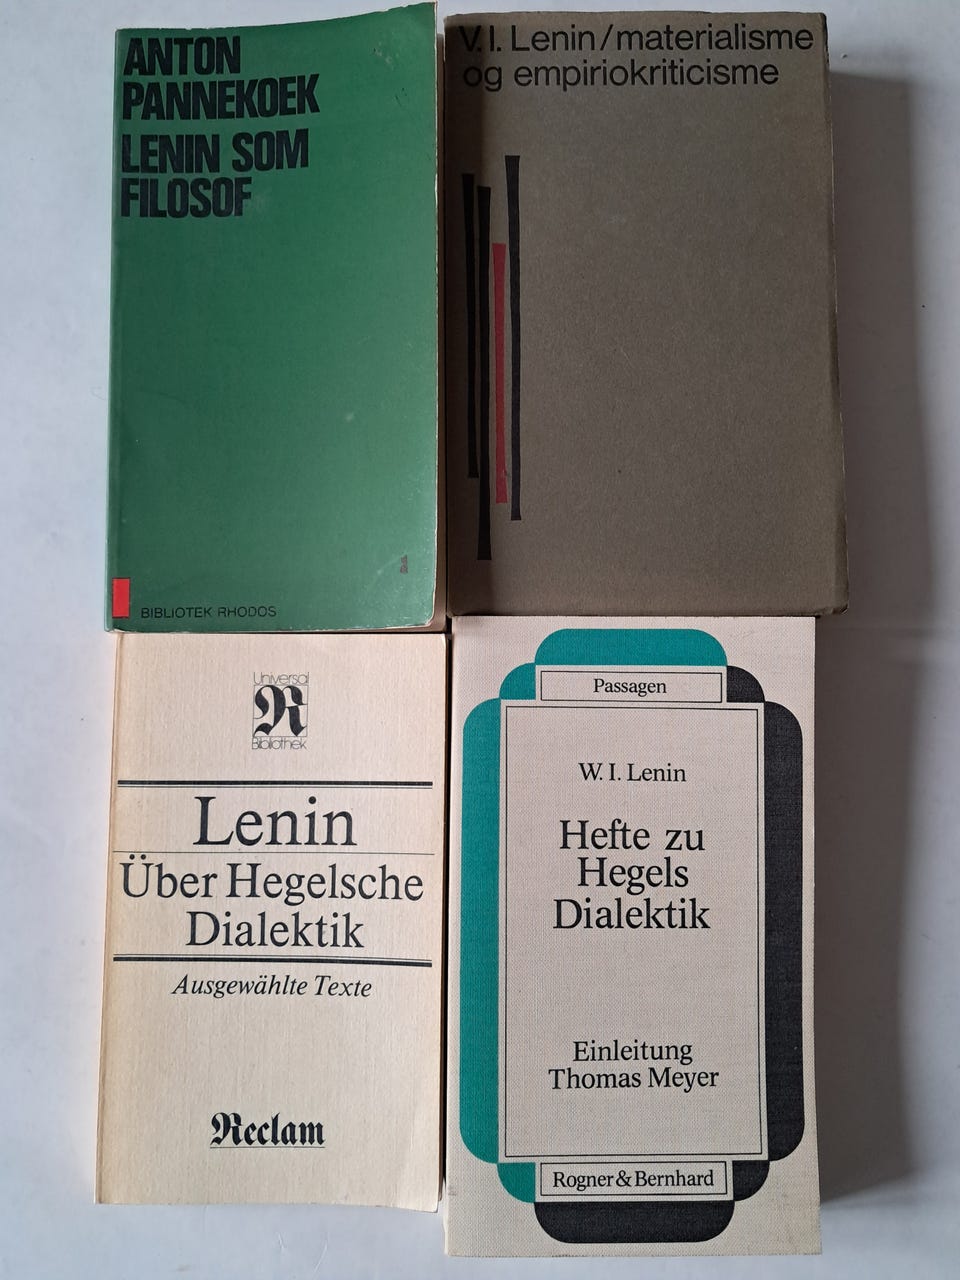 ANTON
PANNEKOEK
LENIN SOM
FILOSOF
BIBLIOTEK RHODOS
V. I. Lenin/materialisme
og empiriokriticisme
Universal
R
Bibliothek
Lenin
Über Hegelsche
Dialektik
Ausgewählte Texte
Reclam
Passagen
W. I. Lenin
Hefte zu
Hegels
Dialektik
Einleitung
Thomas Meyer
Rogner & Bernhard